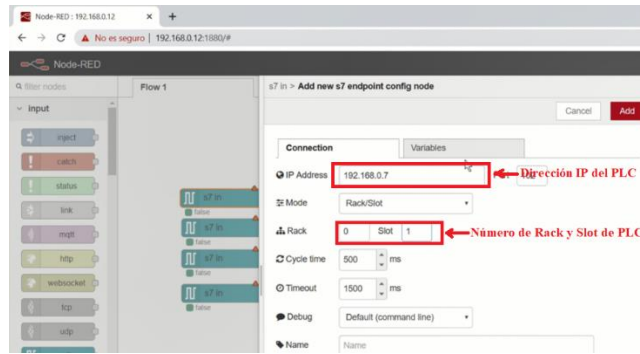 Node-RED : 192.168.0.12
No es seguro | 192.168.0.12:1880/#
Node-RED
filter nodes
Flow 1
s7 in > Add new s7 endpoint config node
Cancel
Add
input
inject
catch
status
link
mqtt
http
websocket
tcp
udp
s7 in
false
s7 in
false
s7 in
false
s7 in
false
Connection
Variables
IP Address
192.168.0.7
Dirección IP del PLC
Mode
Rack/Slot
Rack
0
Slot
1
Número de Rack y Slot de PLC
Cycle time
500
ms
Timeout
1500
ms
Debug
Default (command line)
Name
Name